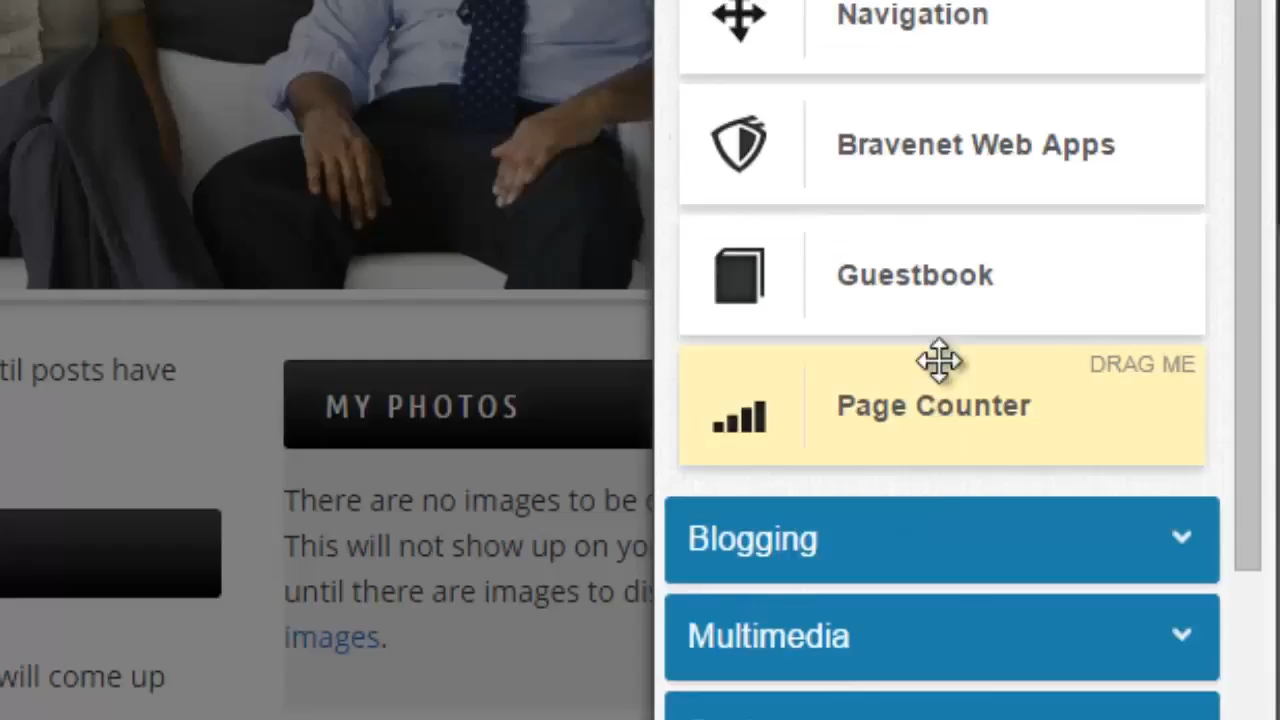 Navigation
Bravenet Web Apps
Guestbook
DRAG ME
Page Counter
Blogging
Multimedia
til posts have
MY PHOTOS
There are no images to be
This will not show up on yo
until there are images to dis
images.
will come up